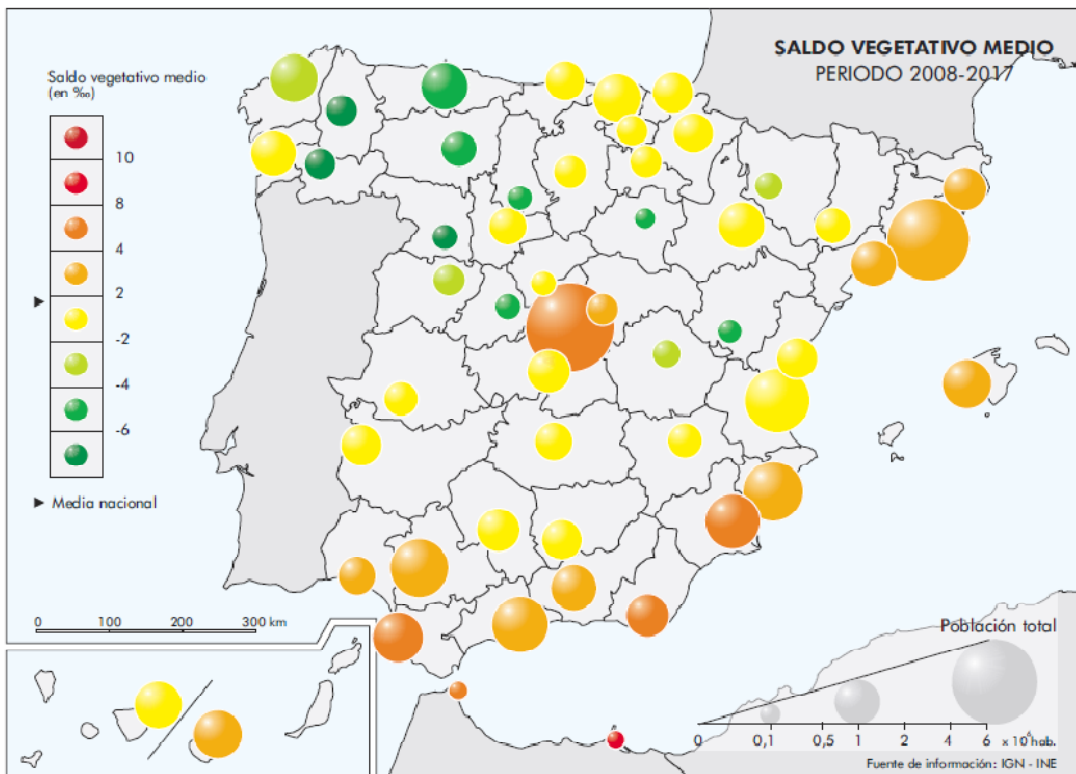 SALDO VEGETATIVO MEDIO
PERIODO 2008-2017
Saldo vegetativo medio
(en ‰)
10
8
4
2
-2
-4
-6
► Media nacional
0 100 200 300 km
Población total
0 0,1 0,5 1 2 4 6 x 10⁶ hab.
Fuente de información: IGN - INE